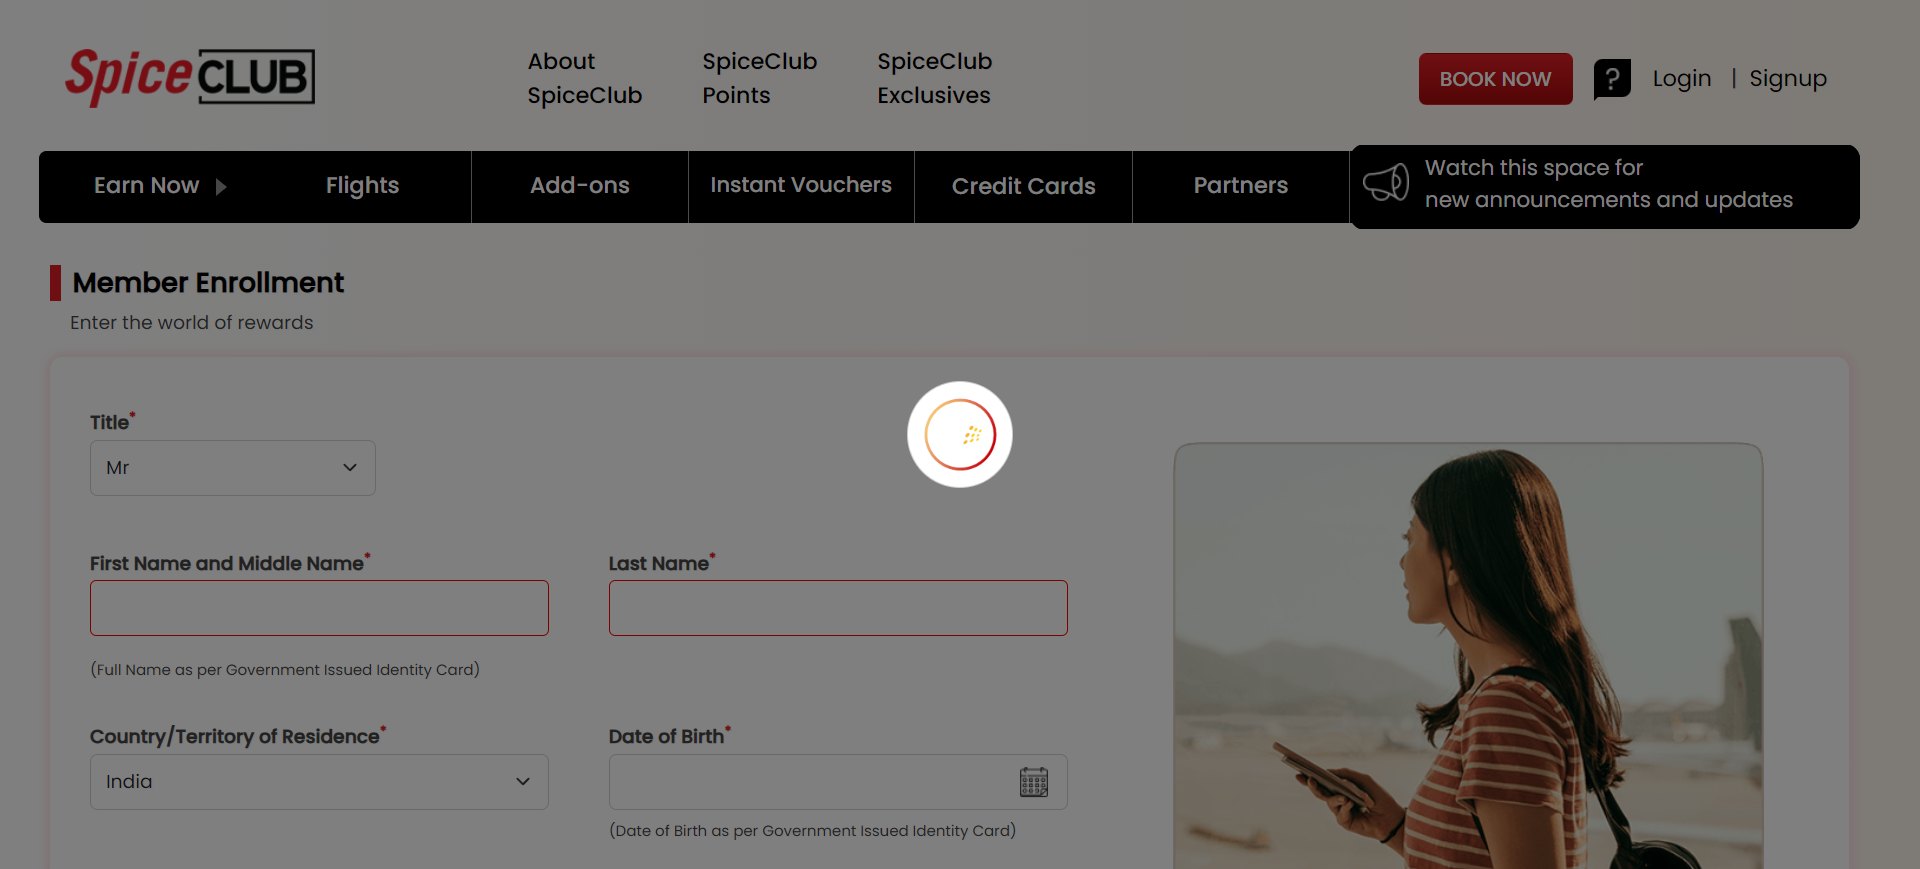 Spice CLUB
About
SpiceClub
SpiceClub
Points
SpiceClub
Exclusives
BOOK NOW
?
Login | Signup
Earn Now
Flights
Add-ons
Instant Vouchers
Credit Cards
Partners
Watch this space for
new announcements and updates
Member Enrollment
Enter the world of rewards
Title*
Mr
First Name and Middle Name*
Last Name*
(Full Name as per Government Issued Identity Card)
Country/Territory of Residence*
Date of Birth*
India
(Date of Birth as per Government Issued Identity Card)